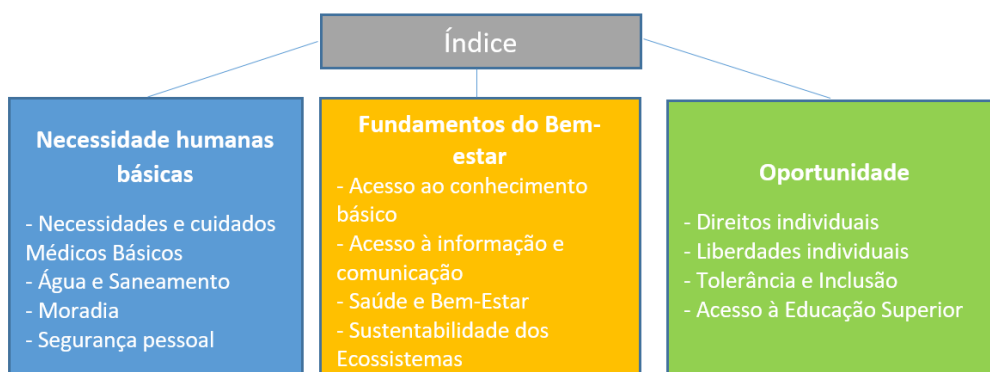 Índice
Necessidade humanas
básicas
- Necessidades e cuidados
Médicos Básicos
- Água e Saneamento
- Moradia
- Segurança pessoal
Fundamentos do Bem-
estar
- Acesso ao conhecimento
básico
- Acesso à informação e
comunicação
- Saúde e Bem-Estar
- Sustentabilidade dos
Ecossistemas
Oportunidade
- Direitos individuais
- Liberdades individuais
- Tolerância e Inclusão
- Acesso à Educação Superior